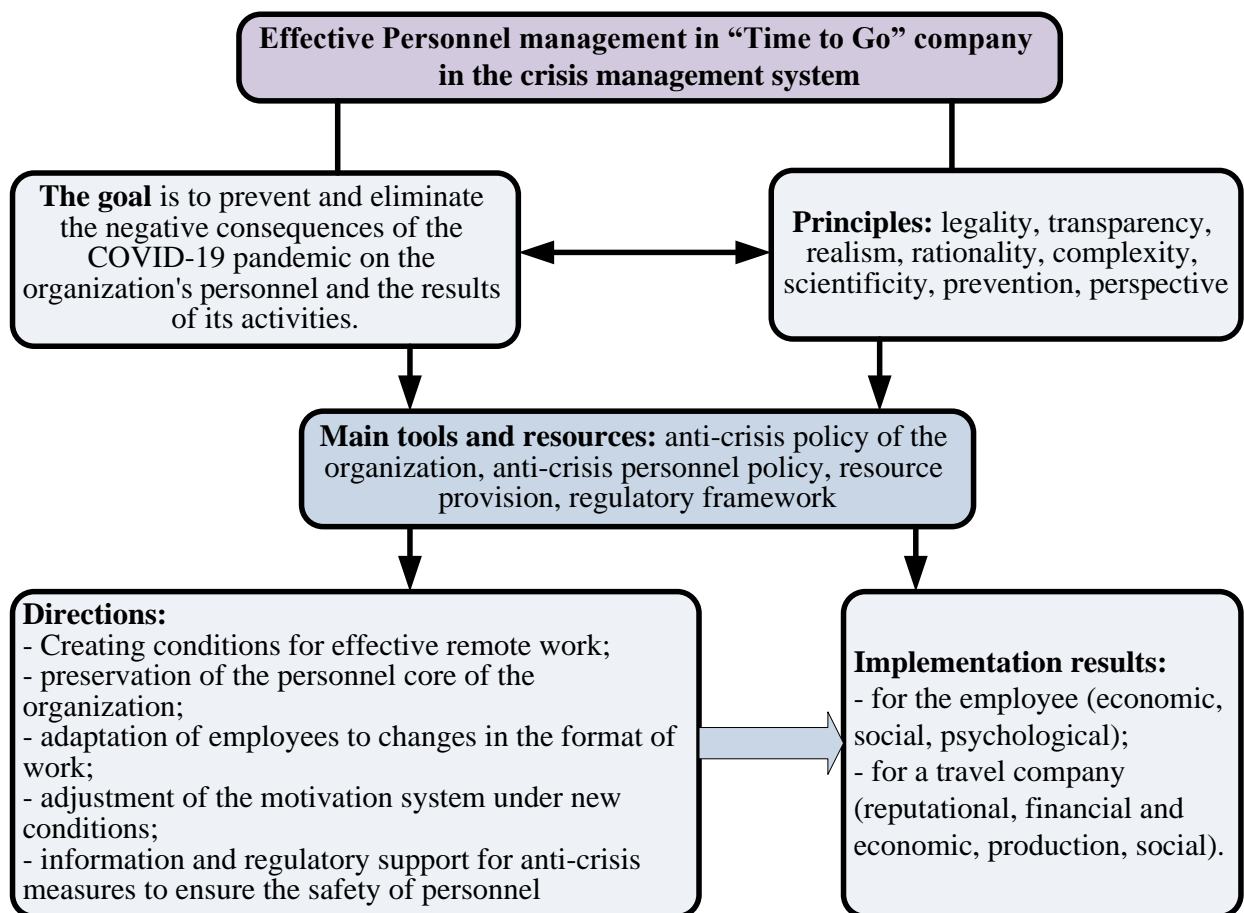 Effective Personnel management in “Time to Go” company
in the crisis management system
The goal is to prevent and eliminate
the negative consequences of the
COVID-19 pandemic on the
organization's personnel and the results
of its activities.
Principles: legality, transparency,
realism, rationality, complexity,
scientificity, prevention, perspective
Main tools and resources: anti-crisis policy of the
organization, anti-crisis personnel policy, resource
provision, regulatory framework
Directions:
- Creating conditions for effective remote work;
- preservation of the personnel core of the
organization;
- adaptation of employees to changes in the format of
work;
- adjustment of the motivation system under new
conditions;
- information and regulatory support for anti-crisis
measures to ensure the safety of personnel
Implementation results:
- for the employee (economic,
social, psychological);
- for a travel company
(reputational, financial and
economic, production, social).